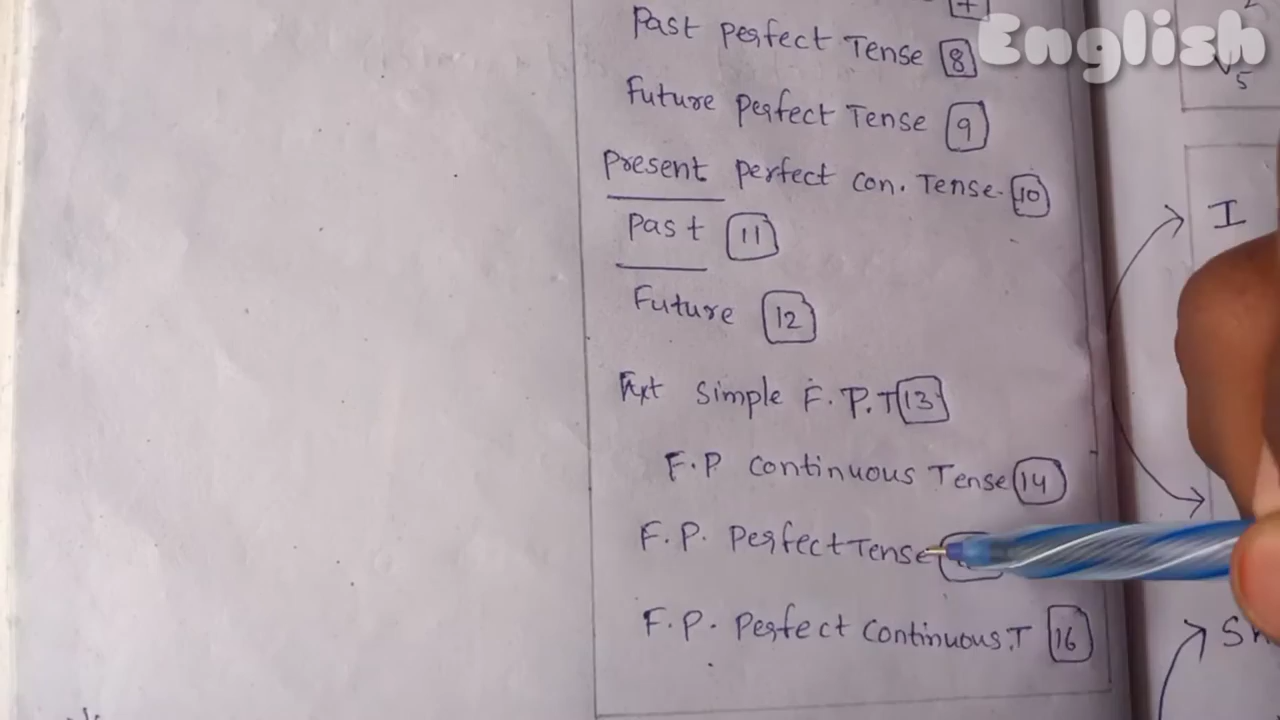 English
Past perfect Tense 8
Future perfect Tense 9
Present perfect con. Tense. 10
Past 11
Future 12
simple F.P.T 13
F.P continuous Tense 14
F.P. Perfect Tense
F.P. Perfect continuous.T 16
V5
I